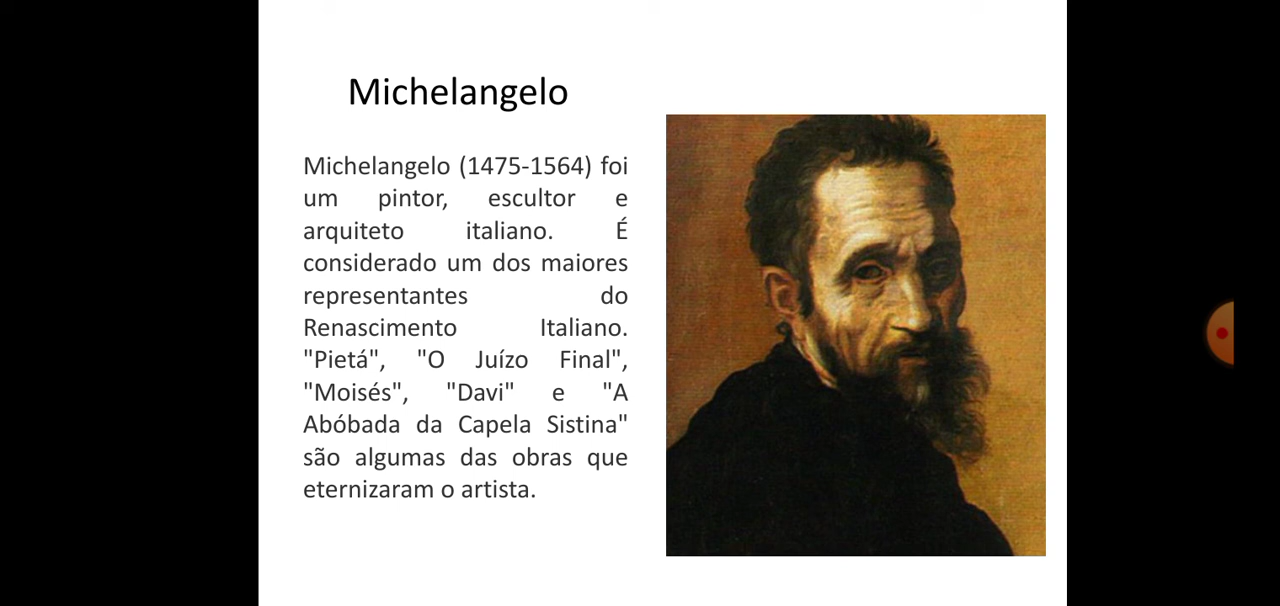 Michelangelo
Michelangelo (1475-1564) foi
um pintor, escultor e
arquiteto italiano. É
considerado um dos maiores
representantes do
Renascimento Italiano.
"Pietá", "O Juízo Final",
"Moisés", "Davi" e "A
Abóbada da Capela Sistina"
são algumas das obras que
eternizaram o artista.